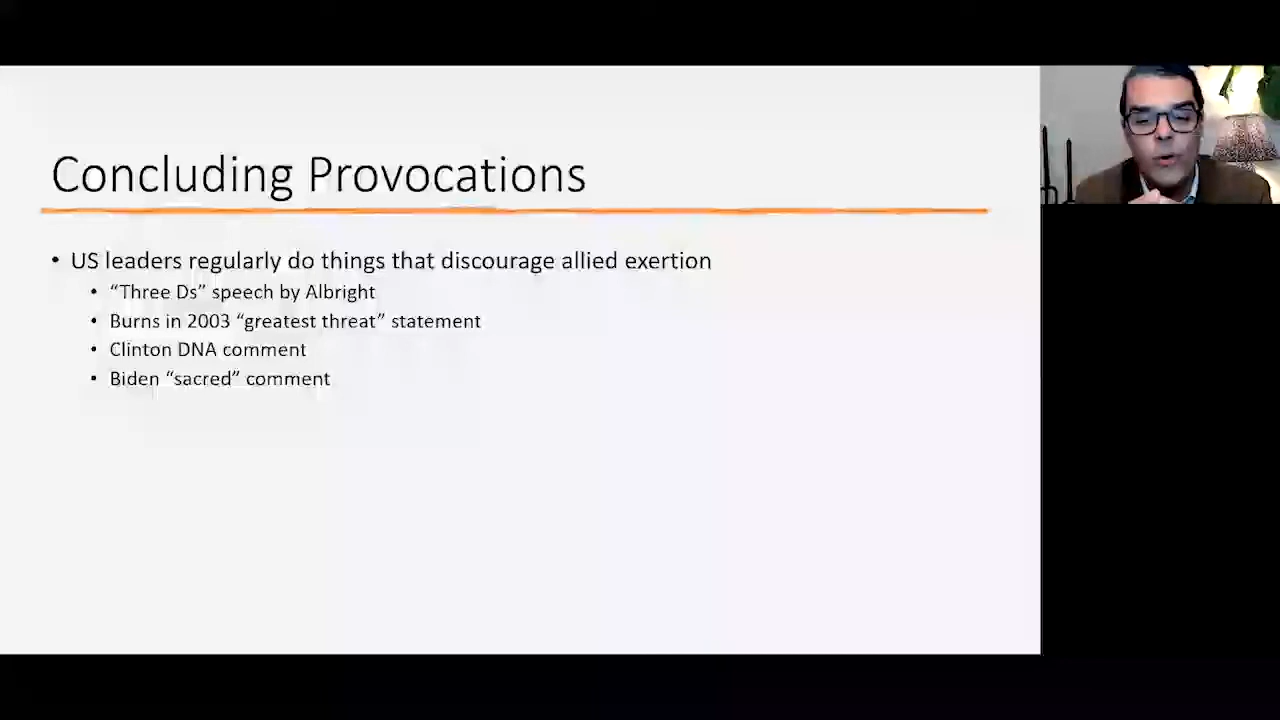 Concluding Provocations
• US leaders regularly do things that discourage allied exertion
• “Three Ds” speech by Albright
• Burns in 2003 “greatest threat” statement
• Clinton DNA comment
• Biden “sacred” comment